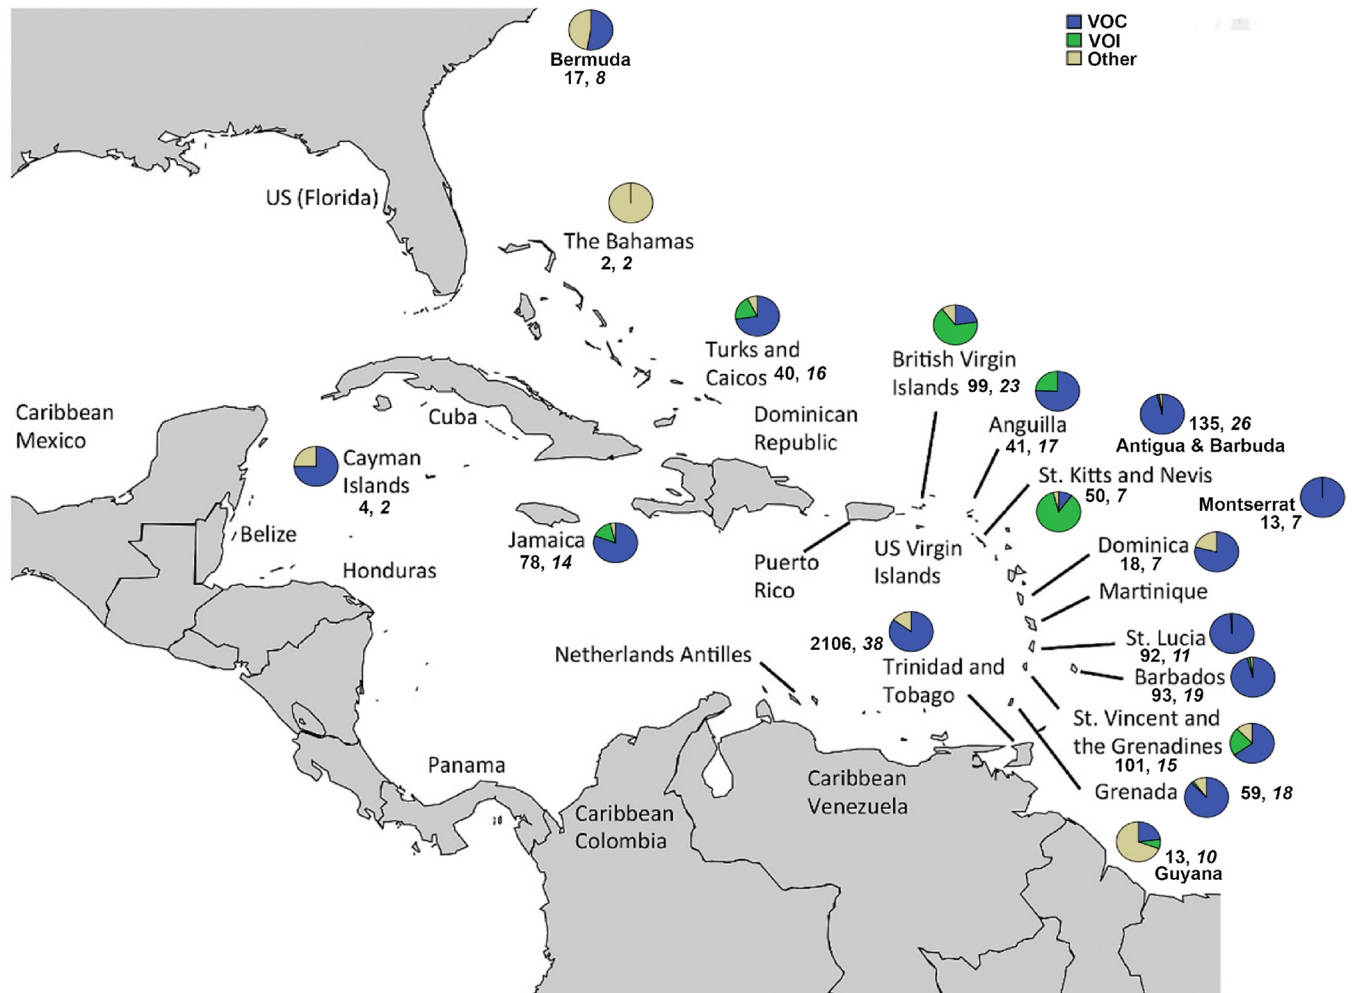 VOC
VOI
Other
Bermuda
17, 8
US (Florida)
The Bahamas
2, 2
Turks and
Caicos 40, 16
British Virgin
Islands 99, 23
Caribbean
Mexico
Cuba
Dominican
Republic
Anguilla
41, 17
135, 26
Antigua & Barbuda
Cayman
Islands
4, 2
St. Kitts and Nevis
50, 7
Montserrat
13, 7
Belize
Jamaica
78, 14
Honduras
Puerto
Rico
US Virgin
Islands
Dominica
18, 7
Martinique
2106, 38
Trinidad and
Tobago
Netherlands Antilles
St. Lucia
92, 11
Barbados
93, 19
St. Vincent and
the Grenadines
101, 15
Panama
Caribbean
Colombia
Caribbean
Venezuela
Grenada
59, 18
13, 10
Guyana